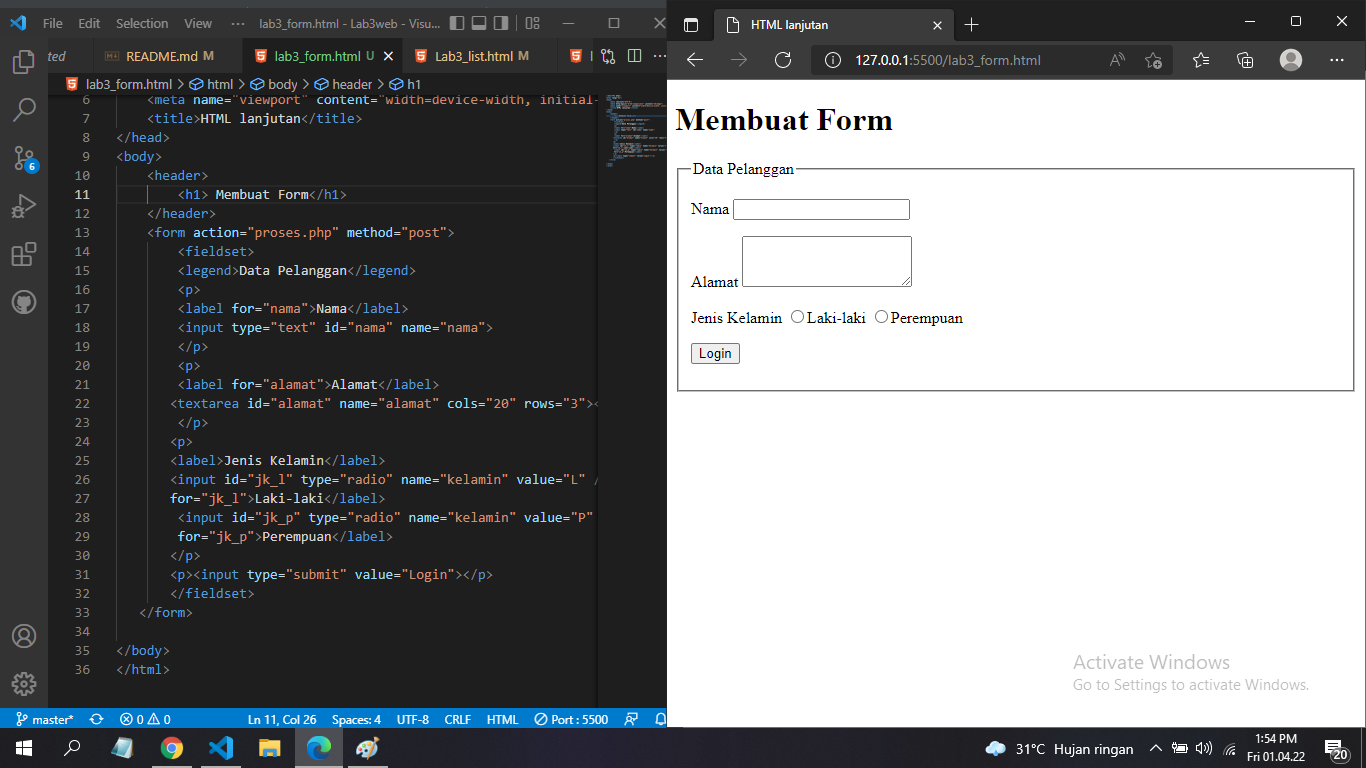 File Edit Selection View ··· lab3_form.html - Lab3web - Visu...
ted README.md M lab3_form.html U Lab3_list.html M
lab3_form.html > html > body > header > h1
6 <meta name="viewport" content="width=device-width, initial-
7 <title>HTML lanjutan</title>
8 </head>
9 <body>
10 <header>
11 <h1> Membuat Form</h1>
12 </header>
13 <form action="proses.php" method="post">
14 <fieldset>
15 <legend>Data Pelanggan</legend>
16 <p>
17 <label for="nama">Nama</label>
18 <input type="text" id="nama" name="nama">
19 </p>
20 <p>
21 <label for="alamat">Alamat</label>
22 <textarea id="alamat" name="alamat" cols="20" rows="3"><
23 </p>
24 <p>
25 <label>Jenis Kelamin</label>
26 <input id="jk_l" type="radio" name="kelamin" value="L" /
27 for="jk_l">Laki-laki</label>
28 <input id="jk_p" type="radio" name="kelamin" value="P"
29 for="jk_p">Perempuan</label>
30 </p>
31 <p><input type="submit" value="Login"></p>
32 </fieldset>
33 </form>
34
35 </body>
36 </html>
6
master* 0 0 Ln 11, Col 26 Spaces: 4 UTF-8 CRLF HTML Port : 5500
HTML lanjutan
127.0.0.1:5500/lab3_form.html
Membuat Form
Data Pelanggan
Nama
Alamat
Jenis Kelamin Laki-laki Perempuan
Login
Activate Windows
Go to Settings to activate Windows.
31°C Hujan ringan
1:54 PM
Fri 01.04.22
20